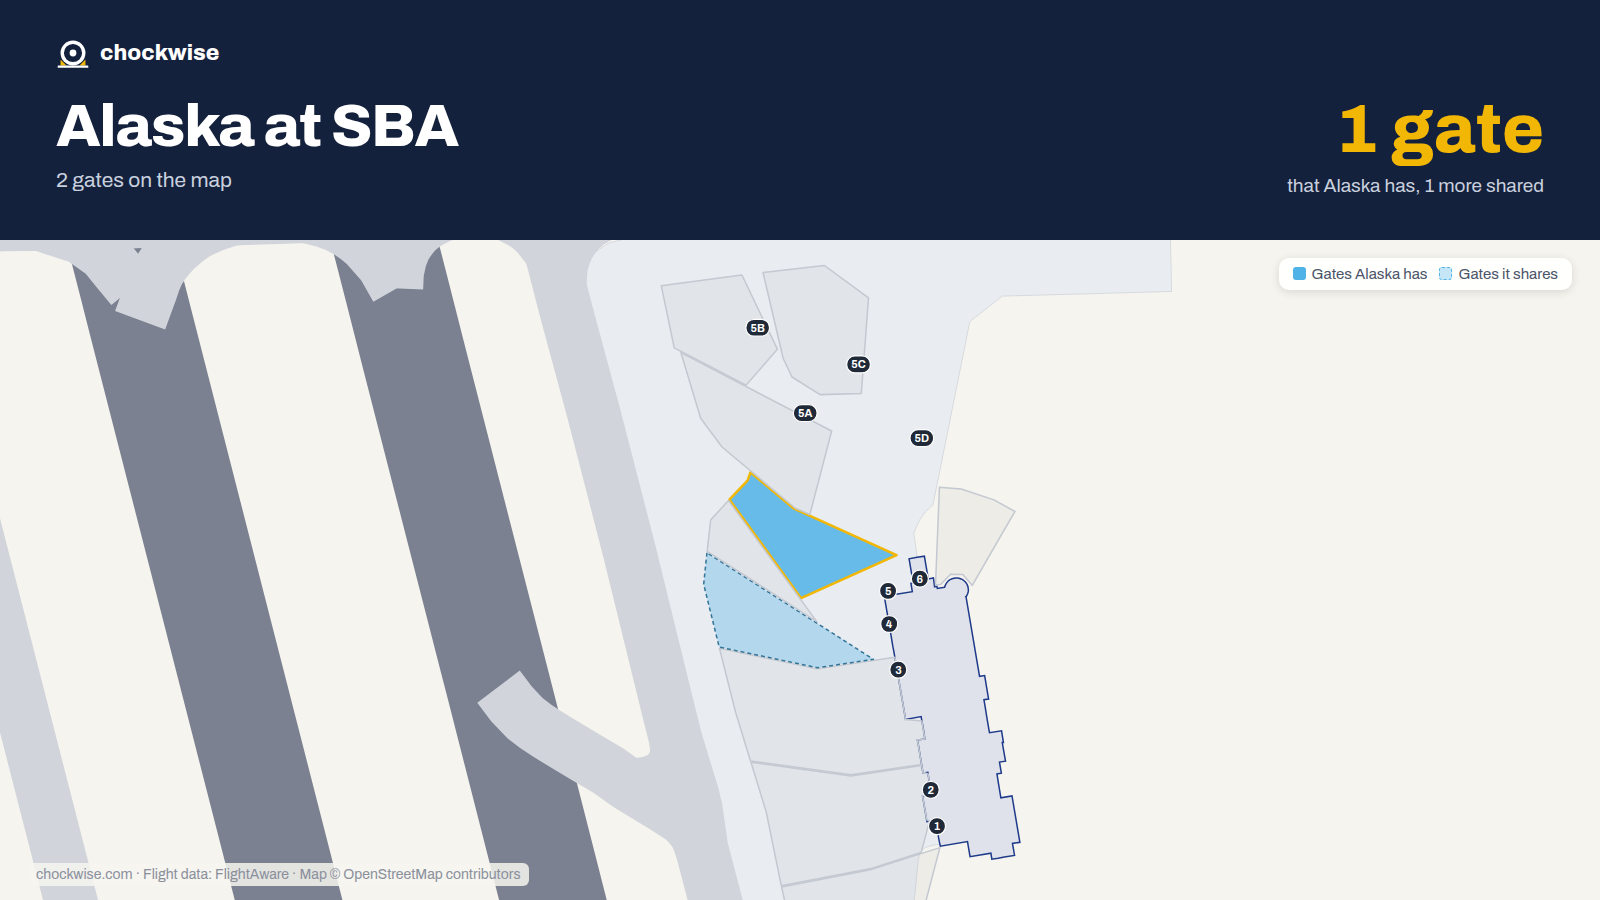 chockwise
Alaska at SBA
2 gates on the map
1 gate
that Alaska has, 1 more shared
Gates Alaska has
Gates it shares
5B
5C
5A
5D
6
5
4
3
2
1
chockwise.com · Flight data: FlightAware · Map © OpenStreetMap contributors